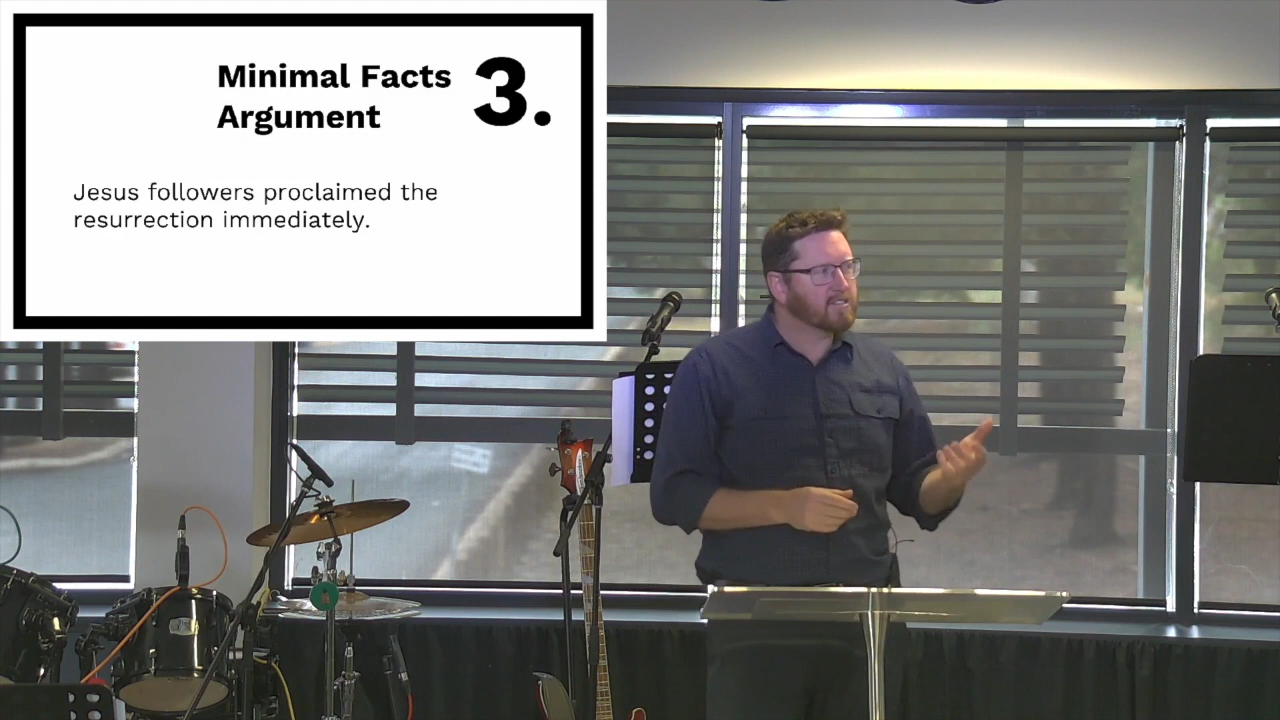 Minimal Facts
Argument
3.
Jesus followers proclaimed the
resurrection immediately.